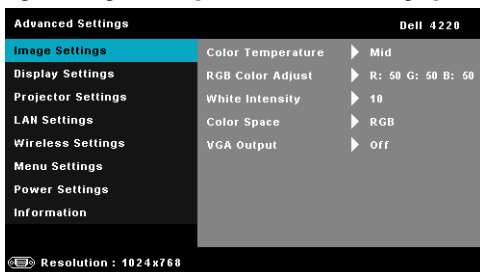 Advanced Settings Dell 4220
Image Settings Color Temperature Mid
Display Settings RGB Color Adjust R: 50 G: 50 B: 50
Projector Settings White Intensity 10
LAN Settings Color Space RGB
Wireless Settings VGA Output Off
Menu Settings
Power Settings
Information
Resolution : 1024x768